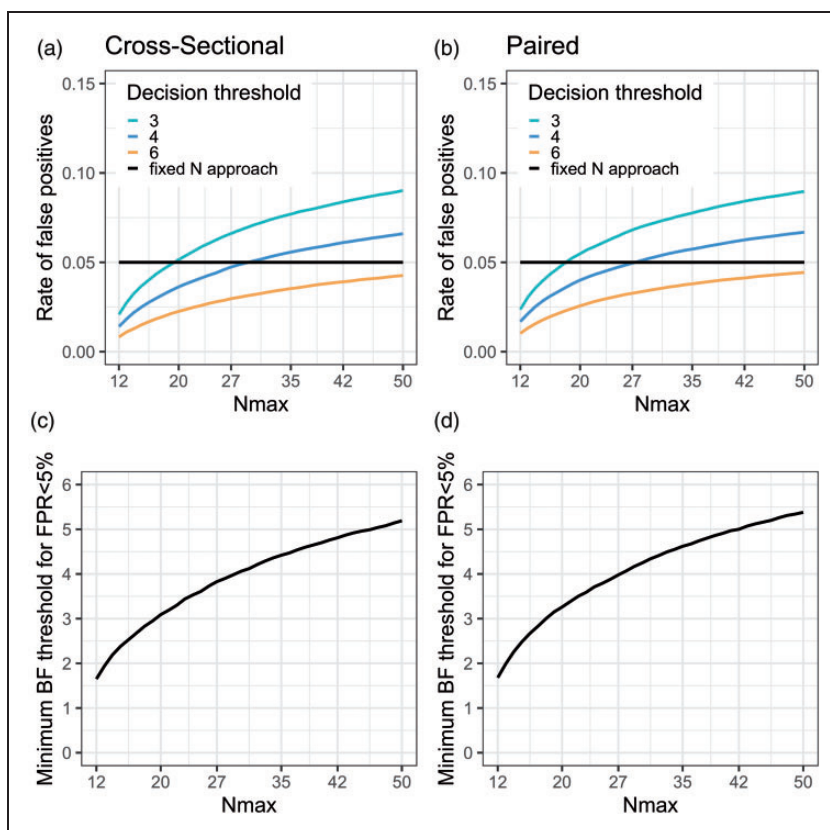 (a) Cross-Sectional
Rate of false positives
0.15
0.10
0.05
0.00
Decision threshold
3
4
6
fixed N approach
12 20 27 35 42 50
Nmax
(b) Paired
Rate of false positives
0.15
0.10
0.05
0.00
Decision threshold
3
4
6
fixed N approach
12 20 27 35 42 50
Nmax
(c)
Minimum BF threshold for FPR<5%
6
5
4
3
2
1
0
12 20 27 35 42 50
Nmax
(d)
Minimum BF threshold for FPR<5%
6
5
4
3
2
1
0
12 20 27 35 42 50
Nmax